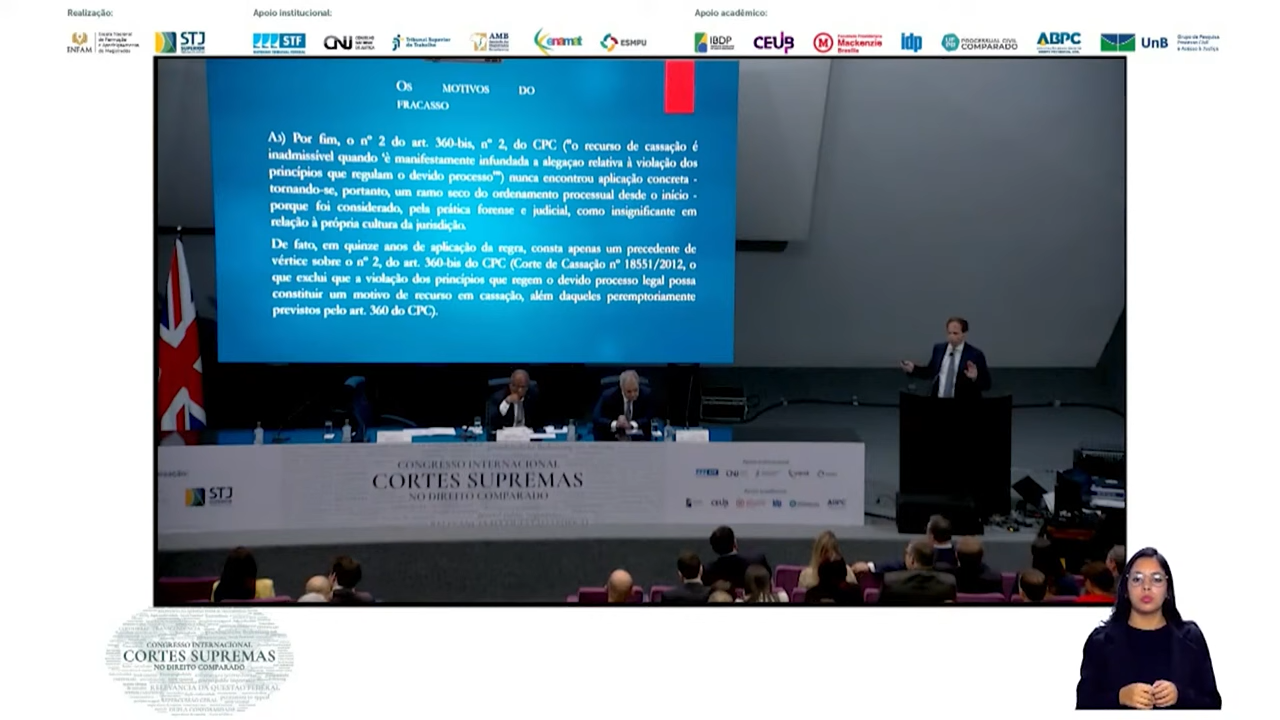 Realização:
Apoio institucional:
Apoio acadêmico:
ENFAM
STJ
STF
CNJ
Tribunal Superior do Trabalho
AMB
enamat
ESMPU
IBDP
CEUB
Mackenzie
idp
PROCESSUAL CIVIL COMPARADO
ABPC
UnB
OS MOTIVOS DO
FRACASSO
A3) Por fim, o nº 2 do art. 360-bis, nº 2, do CPC ("o recurso de cassação é
inadmissível quando 'è manifestamente infundada a alegaçao relativa à violação dos
princípios que regulam o devido processo'") nunca encontrou aplicação concreta -
tornando-se, portanto, um ramo seco do ordenamento processual desde o início -
porque foi considerado, pela prática forense e judicial, como insignificante em
relação à própria cultura da jurisdição.
De fato, em quinze anos de aplicação da regra, consta apenas um precedente de
vértice sobre o nº 2, do art. 360-bis do CPC (Corte de Cassação nº 18551/2012, o
que exclui que a violação dos princípios que regem o devido processo legal possa
constituir um motivo de recurso em cassação, além daqueles peremptoriamente
previstos pelo art. 360 do CPC).
STJ
CONGRESSO INTERNACIONAL
CORTES SUPREMAS
NO DIREITO COMPARADO
CEUB
ABPC
CONGRESSO INTERNACIONAL
CORTES SUPREMAS
NO DIREITO COMPARADO
RELEVANCIA DA QUESTÃO FEDERAL